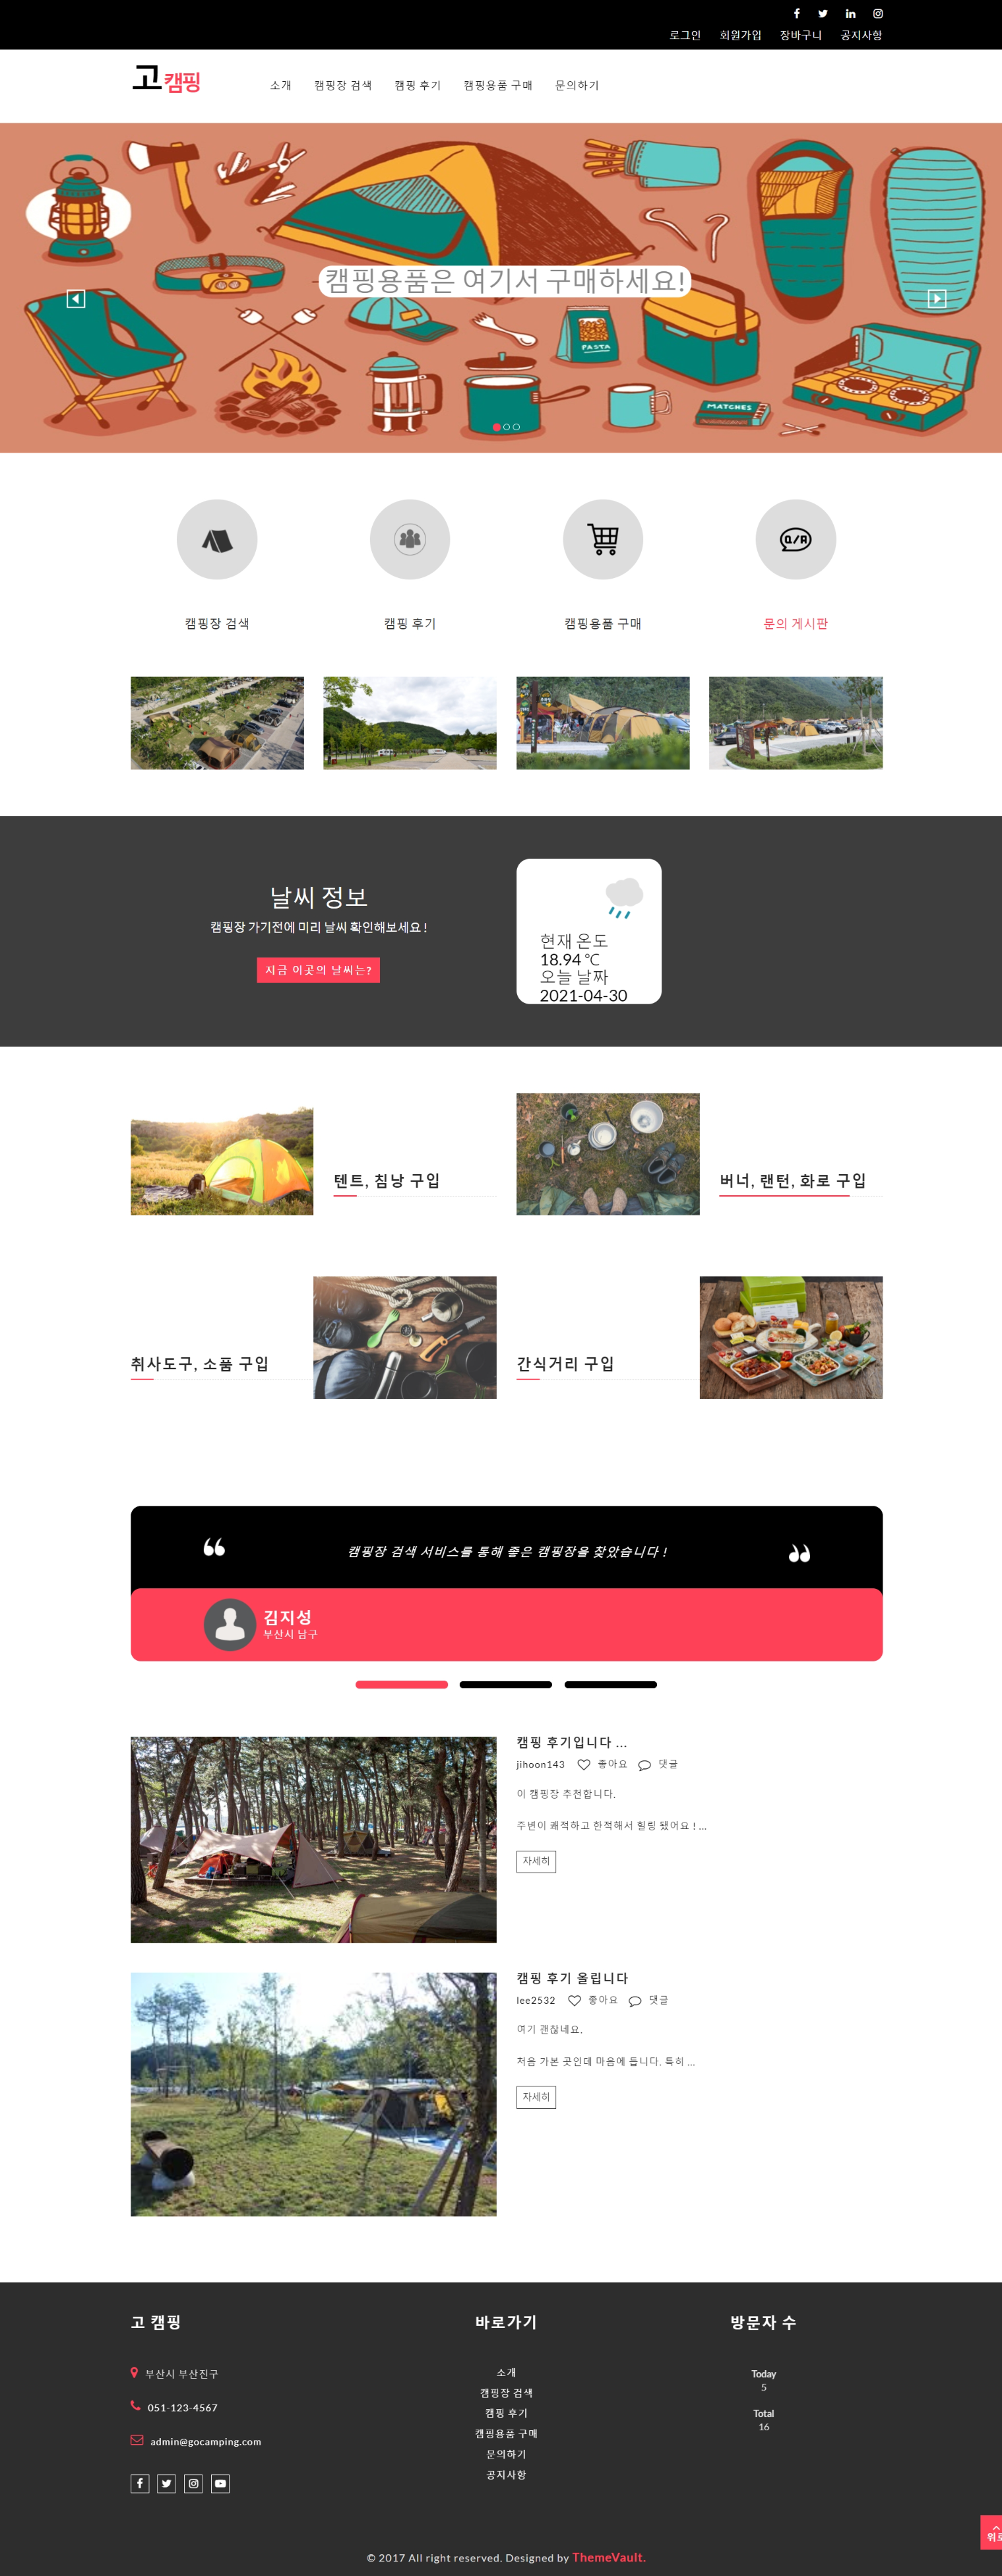 로그인 회원가입 장바구니 공지사항
고캠핑
소개 캠핑장 검색 캠핑 후기 캠핑용품 구매 문의하기
캠핑용품은 여기서 구매하세요!
PASTA
MATCHES
Q/A
캠핑장 검색 캠핑 후기 캠핑용품 구매 문의 게시판
날씨 정보
캠핑장 가기전에 미리 날씨 확인해보세요 !
지금 이곳의 날씨는?
현재 온도
18.94 °C
오늘 날짜
2021-04-30
텐트, 침낭 구입
버너, 랜턴, 화로 구입
취사도구, 소품 구입
간식거리 구입
캠핑장 검색 서비스를 통해 좋은 캠핑장을 찾았습니다 !
김지성
부산시 남구
캠핑 후기입니다 ...
jihoon143 좋아요 댓글
이 캠핑장 추천합니다.
주변이 쾌적하고 한적해서 힐링 됐어요 ! ...
자세히
캠핑 후기 올립니다
lee2532 좋아요 댓글
여기 괜찮네요.
처음 가본 곳인데 마음에 듭니다. 특히 ...
자세히
고 캠핑
부산시 부산진구
051-123-4567
admin@gocamping.com
바로가기
소개
캠핑장 검색
캠핑 후기
캠핑용품 구매
문의하기
공지사항
방문자 수
Today
5
Total
16
© 2017 All right reserved. Designed by ThemeVault.